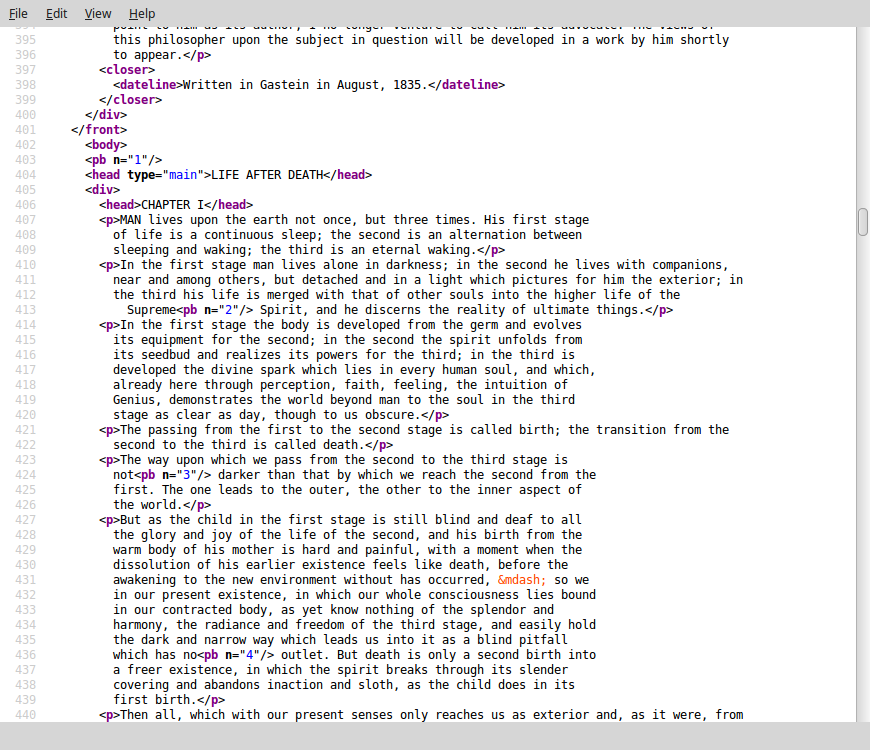 File Edit View Help
394 point to him as its author, I no longer venture to call him its advocate. The views of
395 this philosopher upon the subject in question will be developed in a work by him shortly
396 to appear.</p>
397 <closer>
398 <dateline>Written in Gastein in August, 1835.</dateline>
399 </closer>
400 </div>
401 </front>
402 <body>
403 <pb n="1"/>
404 <head type="main">LIFE AFTER DEATH</head>
405 <div>
406 <head>CHAPTER I</head>
407 <p>MAN lives upon the earth not once, but three times. His first stage
408 of life is a continuous sleep; the second is an alternation between
409 sleeping and waking; the third is an eternal waking.</p>
410 <p>In the first stage man lives alone in darkness; in the second he lives with companions,
411 near and among others, but detached and in a light which pictures for him the exterior; in
412 the third his life is merged with that of other souls into the higher life of the
413 Supreme<pb n="2"/> Spirit, and he discerns the reality of ultimate things.</p>
414 <p>In the first stage the body is developed from the germ and evolves
415 its equipment for the second; in the second the spirit unfolds from
416 its seedbud and realizes its powers for the third; in the third is
417 developed the divine spark which lies in every human soul, and which,
418 already here through perception, faith, feeling, the intuition of
419 Genius, demonstrates the world beyond man to the soul in the third
420 stage as clear as day, though to us obscure.</p>
421 <p>The passing from the first to the second stage is called birth; the transition from the
422 second to the third is called death.</p>
423 <p>The way upon which we pass from the second to the third stage is
424 not<pb n="3"/> darker than that by which we reach the second from the
425 first. The one leads to the outer, the other to the inner aspect of
426 the world.</p>
427 <p>But as the child in the first stage is still blind and deaf to all
428 the glory and joy of the life of the second, and his birth from the
429 warm body of his mother is hard and painful, with a moment when the
430 dissolution of his earlier existence feels like death, before the
431 awakening to the new environment without has occurred, &mdash; so we
432 in our present existence, in which our whole consciousness lies bound
433 in our contracted body, as yet know nothing of the splendor and
434 harmony, the radiance and freedom of the third stage, and easily hold
435 the dark and narrow way which leads us into it as a blind pitfall
436 which has no<pb n="4"/> outlet. But death is only a second birth into
437 a freer existence, in which the spirit breaks through its slender
438 covering and abandons inaction and sloth, as the child does in its
439 first birth.</p>
440 <p>Then all, which with our present senses only reaches us as exterior and, as it were, from